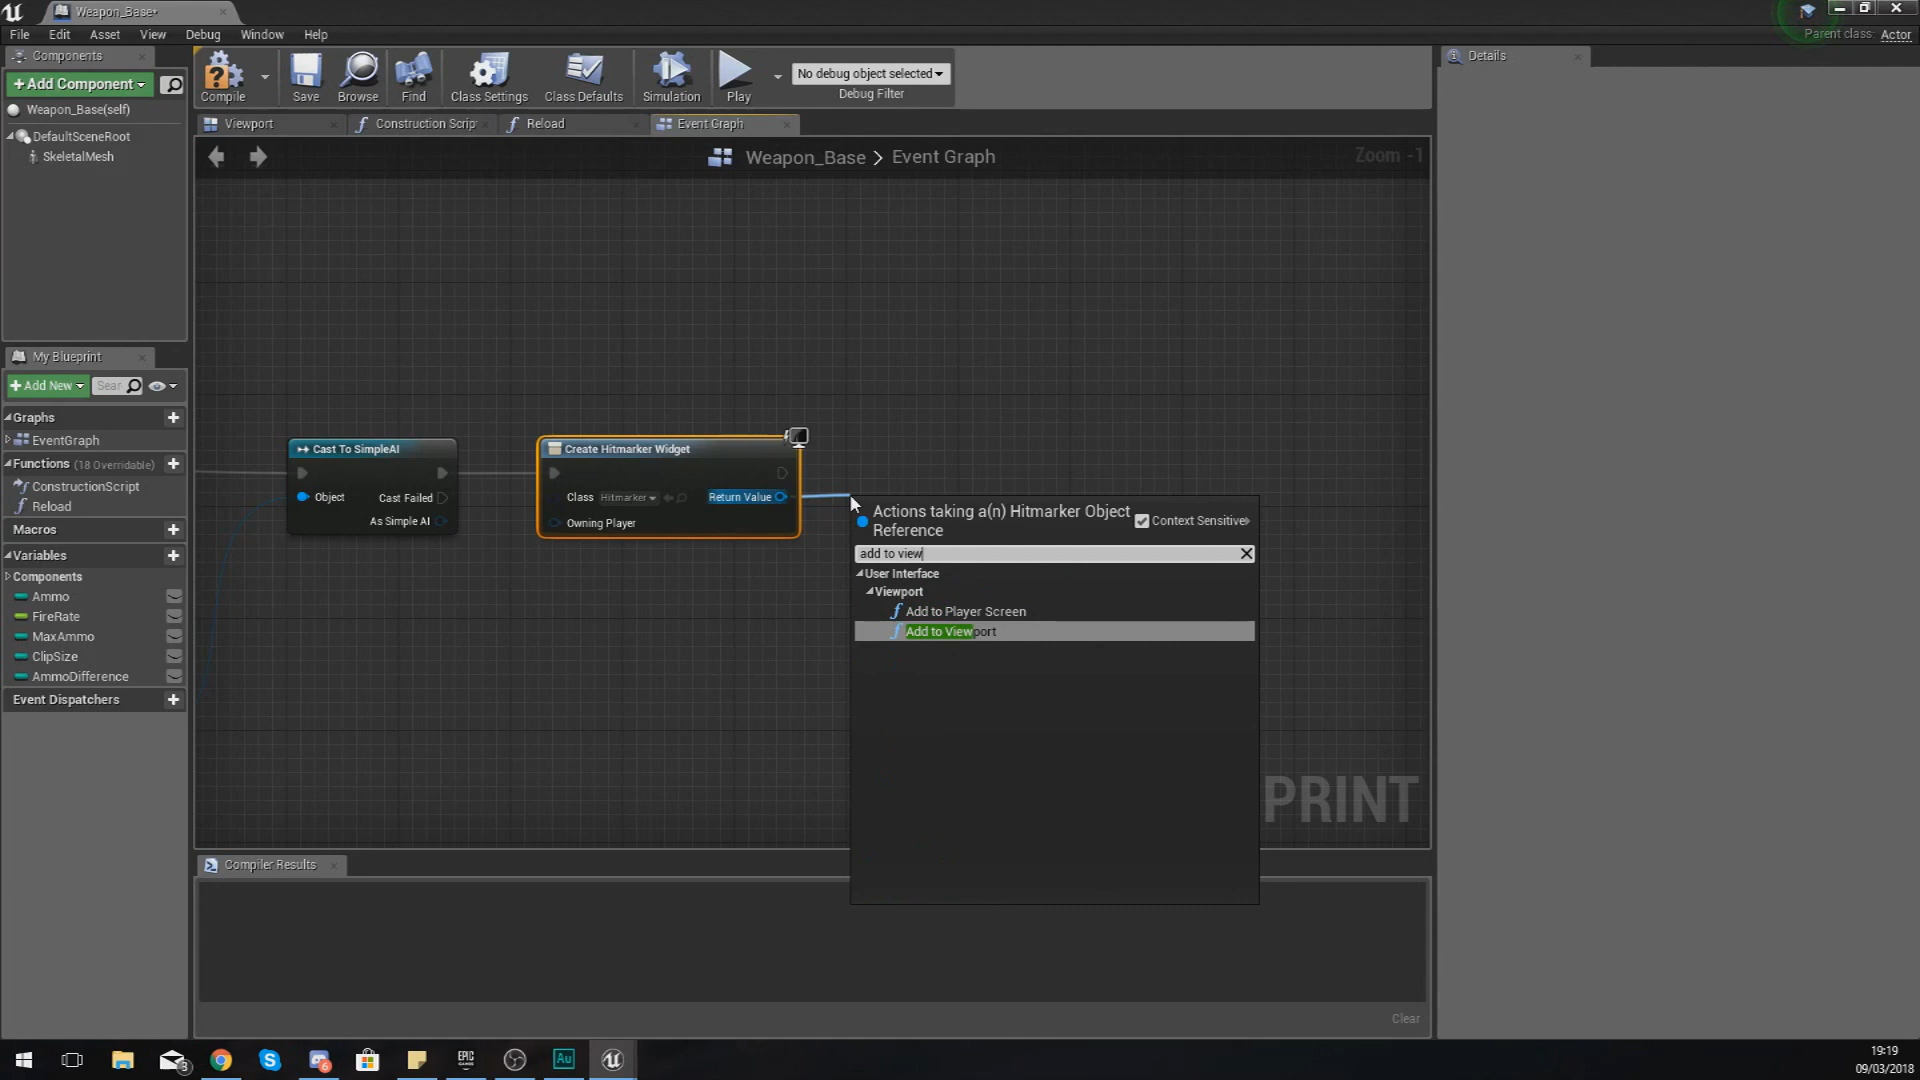 Weapon_Base*
File Edit Asset View Debug Window Help
Parent class: Actor
Components
+Add Component
Weapon_Base(self)
DefaultSceneRoot
SkeletalMesh
Compile
Save
Browse
Find
Class Settings
Class Defaults
Simulation
Play
No debug object selected
Debug Filter
Details
Viewport
Construction Scrip
Reload
Event Graph
Weapon_Base > Event Graph
Zoom -1
My Blueprint
+Add New
Sear
Graphs
EventGraph
Functions (18 Overridable)
ConstructionScript
Reload
Macros
Variables
Components
Ammo
FireRate
MaxAmmo
ClipSize
AmmoDifference
Event Dispatchers
Cast To SimpleAI
Object
Cast Failed
As Simple AI
Create Hitmarker Widget
Class Hitmarker
Return Value
Owning Player
Actions taking a(n) Hitmarker Object
Reference
Context Sensitive
add to view
User Interface
Viewport
Add to Player Screen
Add to Viewport
PRINT
Compiler Results
Clear
3
6
EPIC
GAMES
Au
19:19
09/03/2018